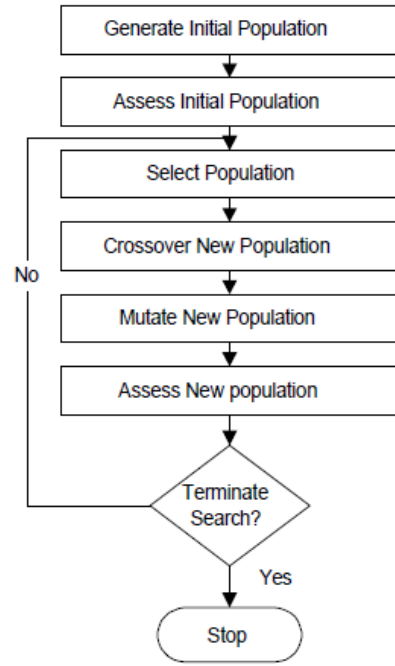 Generate Initial Population
Assess Initial Population
Select Population
Crossover New Population
No
Mutate New Population
Assess New population
Terminate
Search?
Yes
Stop